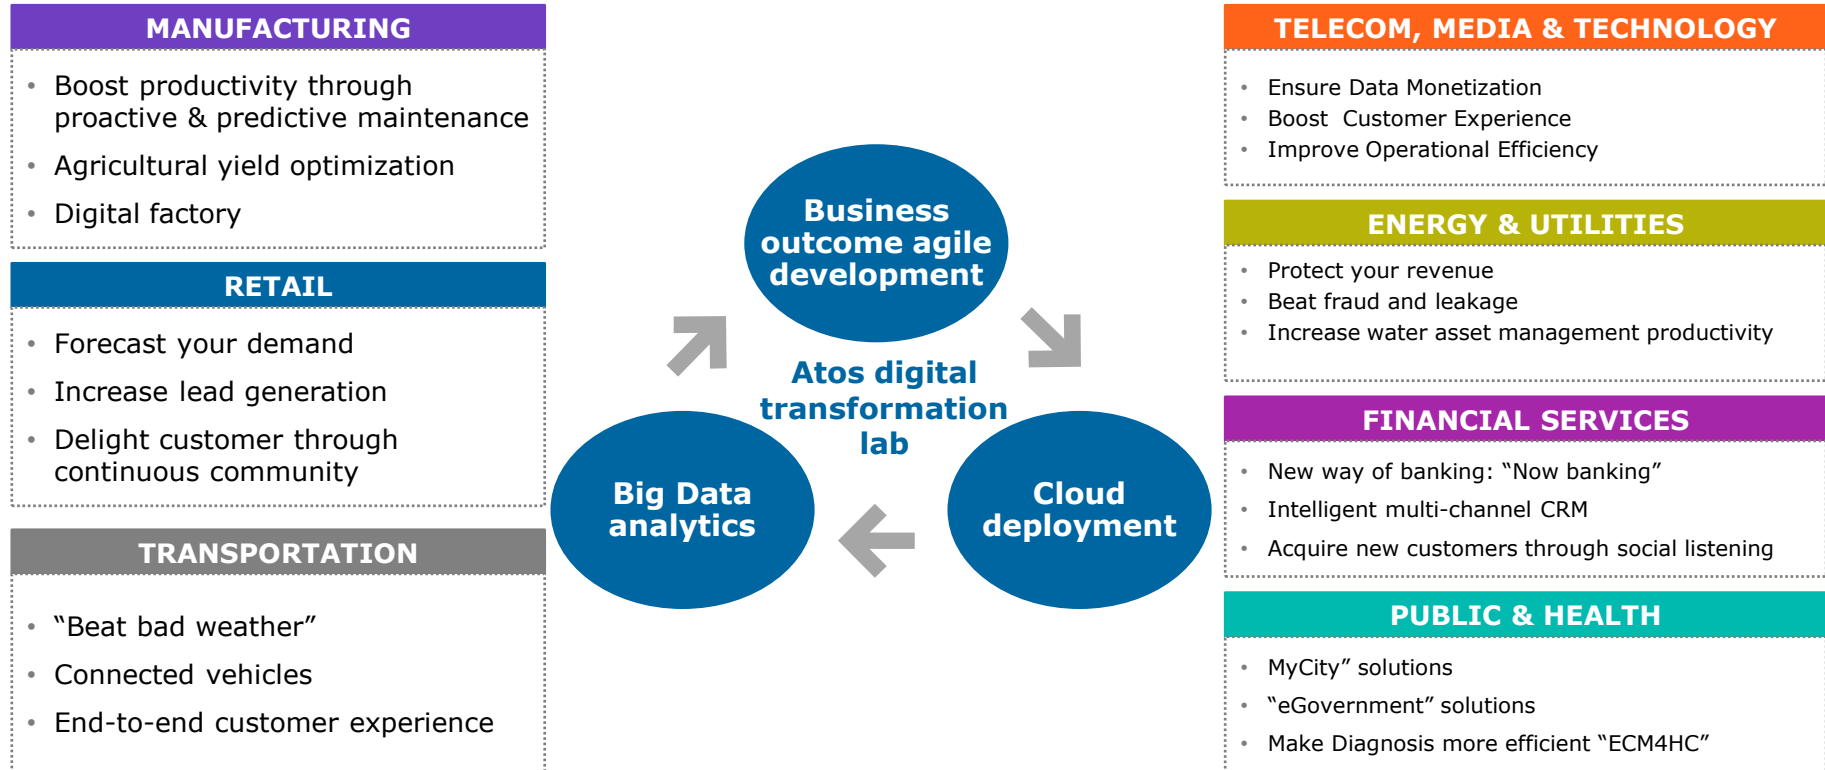 MANUFACTURING
• Boost productivity through
proactive & predictive maintenance
• Agricultural yield optimization
• Digital factory
RETAIL
• Forecast your demand
• Increase lead generation
• Delight customer through
continuous community
TRANSPORTATION
• “Beat bad weather”
• Connected vehicles
• End-to-end customer experience
Business
outcome agile
development
Atos digital
transformation
lab
Big Data
analytics
Cloud
deployment
TELECOM, MEDIA & TECHNOLOGY
• Ensure Data Monetization
• Boost  Customer Experience
• Improve Operational Efficiency
ENERGY & UTILITIES
• Protect your revenue
• Beat fraud and leakage
• Increase water asset management productivity
FINANCIAL SERVICES
• New way of banking: “Now banking”
• Intelligent multi-channel CRM
• Acquire new customers through social listening
PUBLIC & HEALTH
• MyCity” solutions
• “eGovernment” solutions
• Make Diagnosis more efficient “ECM4HC”